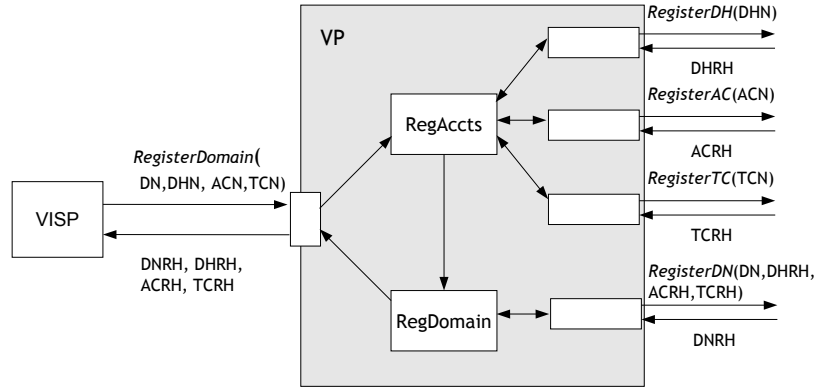 VP
RegisterDH(DHN)
DHRH
RegisterAC(ACN)
ACRH
RegisterTC(TCN)
TCRH
RegAccts
RegisterDomain(
DN,DHN, ACN,TCN)
VISP
DNRH, DHRH,
ACRH, TCRH
RegDomain
RegisterDN(DN,DHRH,
ACRH,TCRH)
DNRH